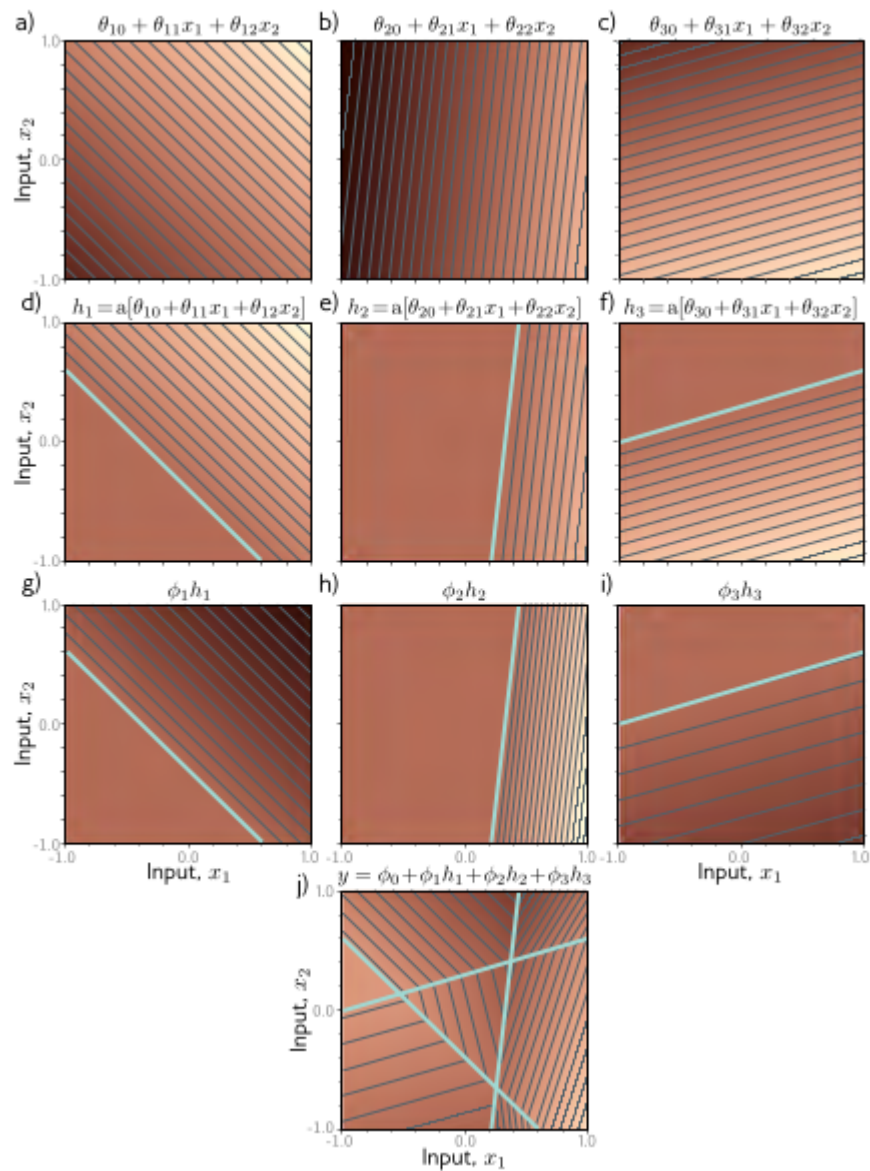 a) θ₁₀ + θ₁₁x₁ + θ₁₂x₂ b) θ₂₀ + θ₂₁x₁ + θ₂₂x₂ c) θ₃₀ + θ₃₁x₁ + θ₃₂x₂
1.0
Input, x₂
0.0
-1.0
d) h₁=a[θ₁₀+θ₁₁x₁+θ₁₂x₂] e) h₂=a[θ₂₀+θ₂₁x₁+θ₂₂x₂] f) h₃=a[θ₃₀+θ₃₁x₁+θ₃₂x₂]
1.0
Input, x₂
0.0
-1.0
g) ϕ₁h₁ h) ϕ₂h₂ i) ϕ₃h₃
1.0
Input, x₂
0.0
-1.0
-1.0 0.0 1.0 0.0 1.0 -1.0 0.0 1.0
Input, x₁ Input, x₁
j) y = ϕ₀+ϕ₁h₁+ϕ₂h₂+ϕ₃h₃
1.0
Input, x₂
0.0
-1.0
-1.0 0.0 1.0
Input, x₁